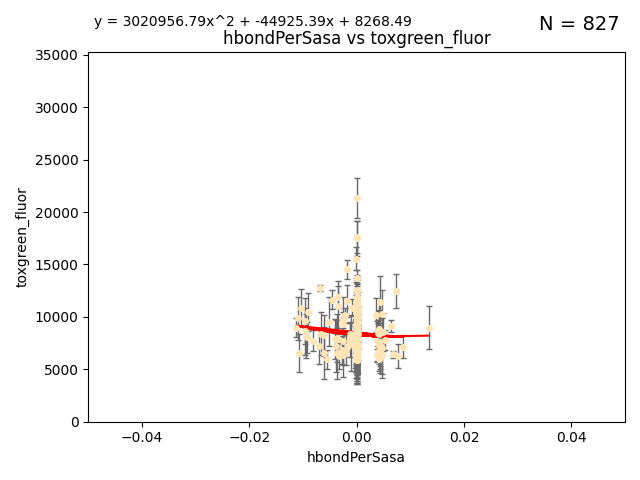 y = 3020956.79x^2 + -44925.39x + 8268.49
N = 827
hbondPerSasa vs toxgreen_fluor
35000
30000
25000
20000
15000
10000
5000
0
toxgreen_fluor
−0.04
−0.02
0.00
0.02
0.04
hbondPerSasa